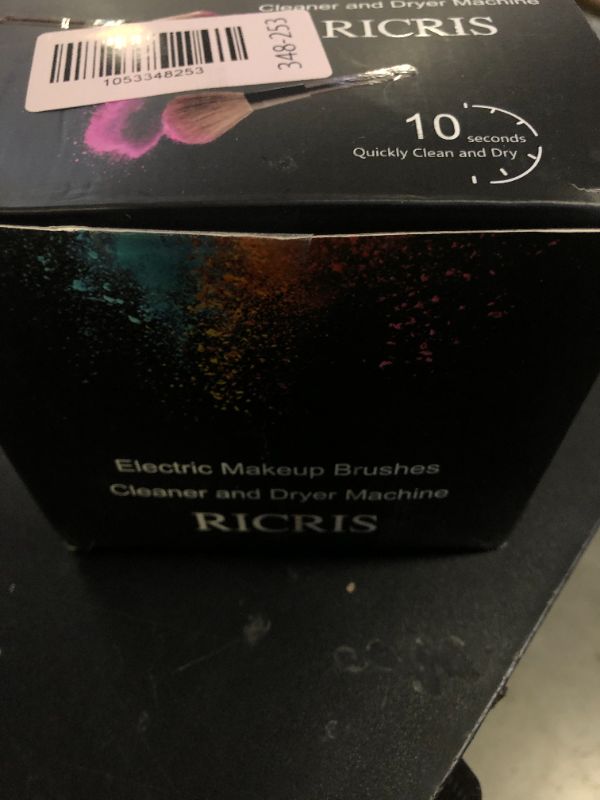 Cleaner and Dryer Machine
RICRIS
1053348253
348-253
10 seconds
Quickly Clean and Dry
Electric Makeup Brushes
Cleaner and Dryer Machine
RICRIS